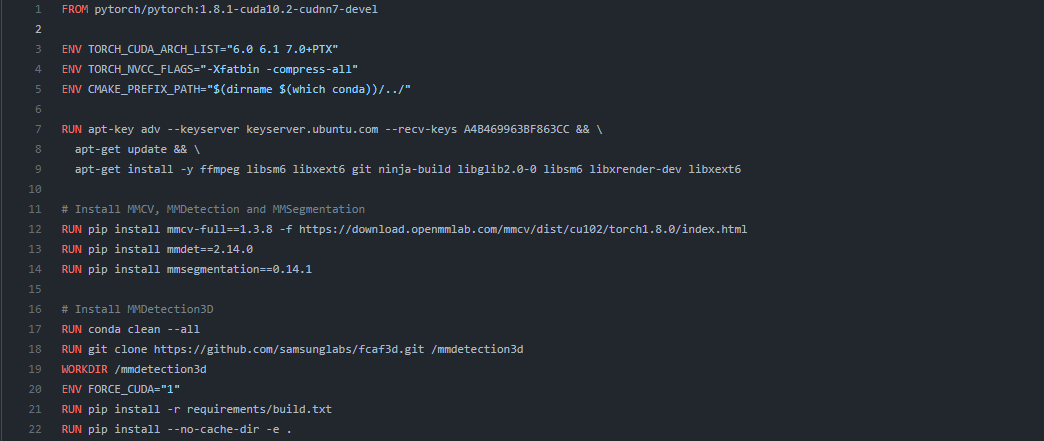 1 FROM pytorch/pytorch:1.8.1-cuda10.2-cudnn7-devel
2
3 ENV TORCH_CUDA_ARCH_LIST="6.0 6.1 7.0+PTX"
4 ENV TORCH_NVCC_FLAGS="-Xfatbin -compress-all"
5 ENV CMAKE_PREFIX_PATH="$(dirname $(which conda))/../"
6
7 RUN apt-key adv --keyserver keyserver.ubuntu.com --recv-keys A4B469963BF863CC && \
8   apt-get update && \
9   apt-get install -y ffmpeg libsm6 libxext6 git ninja-build libglib2.0-0 libsm6 libxrender-dev libxext6
10
11 # Install MMCV, MMDetection and MMSegmentation
12 RUN pip install mmcv-full==1.3.8 -f https://download.openmmlab.com/mmcv/dist/cu102/torch1.8.0/index.html
13 RUN pip install mmdet==2.14.0
14 RUN pip install mmsegmentation==0.14.1
15
16 # Install MMDetection3D
17 RUN conda clean --all
18 RUN git clone https://github.com/samsunglabs/fcaf3d.git /mmdetection3d
19 WORKDIR /mmdetection3d
20 ENV FORCE_CUDA="1"
21 RUN pip install -r requirements/build.txt
22 RUN pip install --no-cache-dir -e .